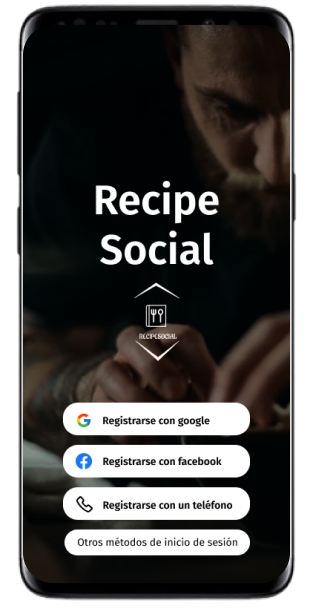 Recipe
Social
RECIPESOCIAL
Registrarse con google
Registrarse con facebook
Registrarse con un teléfono
Otros métodos de inicio de sesión